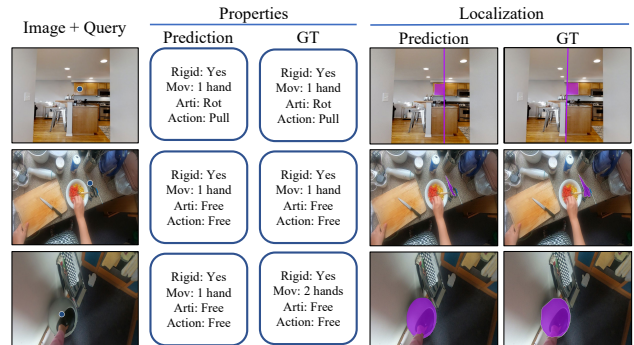 Properties
Localization
Image + Query
Prediction
GT
Prediction
GT
Rigid: Yes
Mov: 1 hand
Arti: Rot
Action: Pull
Rigid: Yes
Mov: 1 hand
Arti: Rot
Action: Pull
Rigid: Yes
Mov: 1 hand
Arti: Free
Action: Free
Rigid: Yes
Mov: 1 hand
Arti: Free
Action: Free
Rigid: Yes
Mov: 1 hand
Arti: Free
Action: Free
Rigid: Yes
Mov: 2 hands
Arti: Free
Action: Free